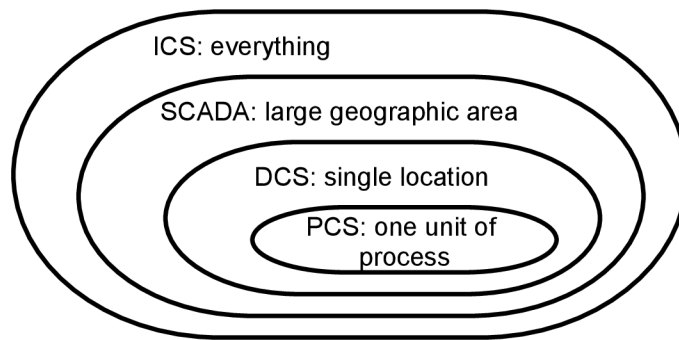 ICS: everything
SCADA: large geographic area
DCS: single location
PCS: one unit of
process